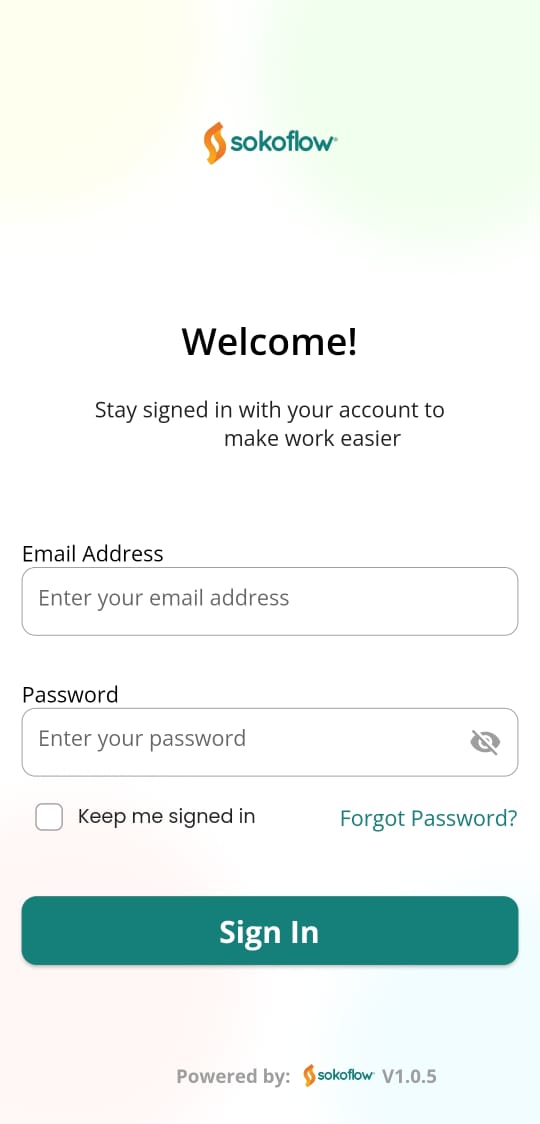 sokoflow
Welcome!
Stay signed in with your account to
make work easier
Email Address
Enter your email address
Password
Enter your password
Keep me signed in
Forgot Password?
Sign In
Powered by: sokoflow V1.0.5